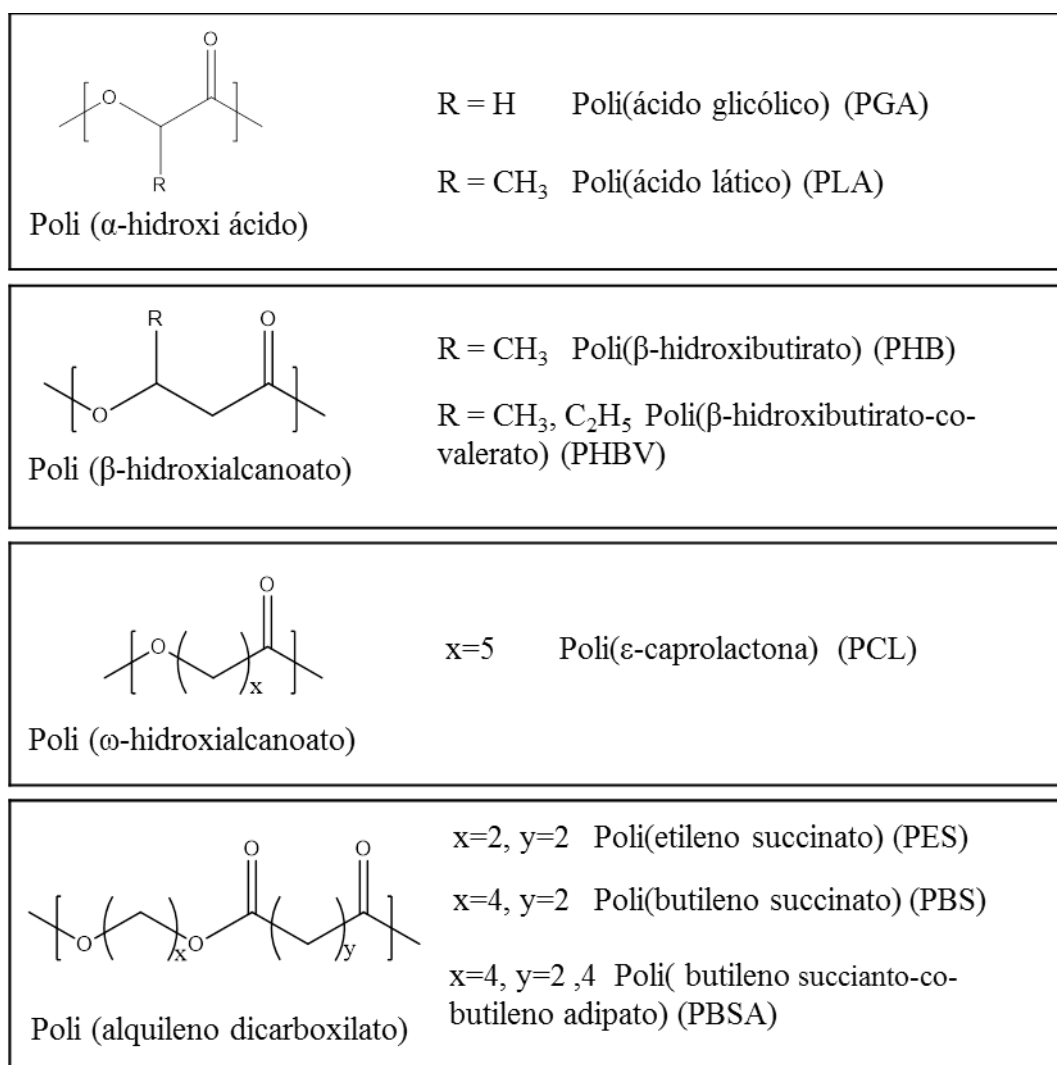 O
O
R
Poli (α-hidroxi ácido)
R = H Poli(ácido glicólico) (PGA)
R = CH₃ Poli(ácido lático) (PLA)
R
O
O
Poli (β-hidroxialcanoato)
R = CH₃ Poli(β-hidroxibutirato) (PHB)
R = CH₃, C₂H₅ Poli(β-hidroxibutirato-co-
valerato) (PHBV)
O
O
x
Poli (ω-hidroxialcanoato)
x=5 Poli(ε-caprolactona) (PCL)
O
O
O
x
O
y
Poli (alquileno dicarboxilato)
x=2, y=2 Poli(etileno succinato) (PES)
x=4, y=2 Poli(butileno succinato) (PBS)
x=4, y=2 ,4 Poli( butileno succianto-co-
butileno adipato) (PBSA)